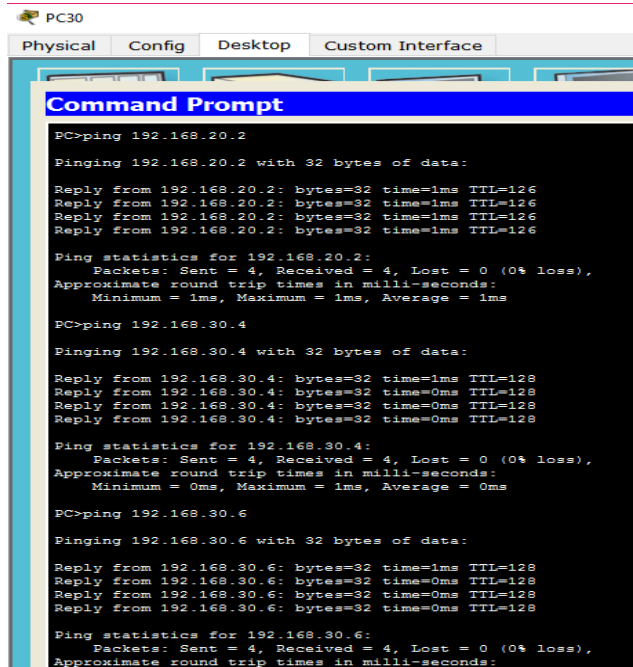 PC30
Physical Config Desktop Custom Interface
Command Prompt
PC>ping 192.168.20.2
Pinging 192.168.20.2 with 32 bytes of data:
Reply from 192.168.20.2: bytes=32 time=1ms TTL=126
Reply from 192.168.20.2: bytes=32 time=1ms TTL=126
Reply from 192.168.20.2: bytes=32 time=1ms TTL=126
Reply from 192.168.20.2: bytes=32 time=1ms TTL=126
Ping statistics for 192.168.20.2:
Packets: Sent = 4, Received = 4, Lost = 0 (0% loss),
Approximate round trip times in milli-seconds:
Minimum = 1ms, Maximum = 1ms, Average = 1ms
PC>ping 192.168.30.4
Pinging 192.168.30.4 with 32 bytes of data:
Reply from 192.168.30.4: bytes=32 time=1ms TTL=128
Reply from 192.168.30.4: bytes=32 time=0ms TTL=128
Reply from 192.168.30.4: bytes=32 time=0ms TTL=128
Reply from 192.168.30.4: bytes=32 time=0ms TTL=128
Ping statistics for 192.168.30.4:
Packets: Sent = 4, Received = 4, Lost = 0 (0% loss),
Approximate round trip times in milli-seconds:
Minimum = 0ms, Maximum = 1ms, Average = 0ms
PC>ping 192.168.30.6
Pinging 192.168.30.6 with 32 bytes of data:
Reply from 192.168.30.6: bytes=32 time=1ms TTL=128
Reply from 192.168.30.6: bytes=32 time=0ms TTL=128
Reply from 192.168.30.6: bytes=32 time=0ms TTL=128
Reply from 192.168.30.6: bytes=32 time=0ms TTL=128
Ping statistics for 192.168.30.6:
Packets: Sent = 4, Received = 4, Lost = 0 (0% loss),
Approximate round trip times in milli-seconds: